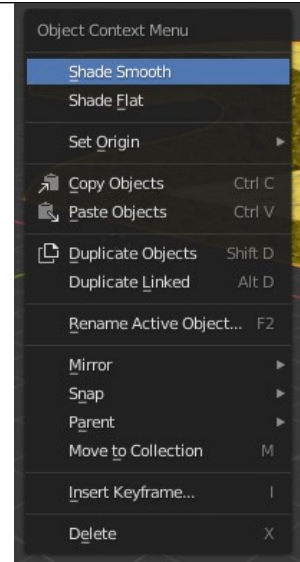 Object Context Menu
Shade Smooth
Shade Flat
Set Origin
Copy Objects Ctrl C
Paste Objects Ctrl V
Duplicate Objects Shift D
Duplicate Linked Alt D
Rename Active Object... F2
Mirror
Snap
Parent
Move to Collection M
Insert Keyframe... I
Delete X